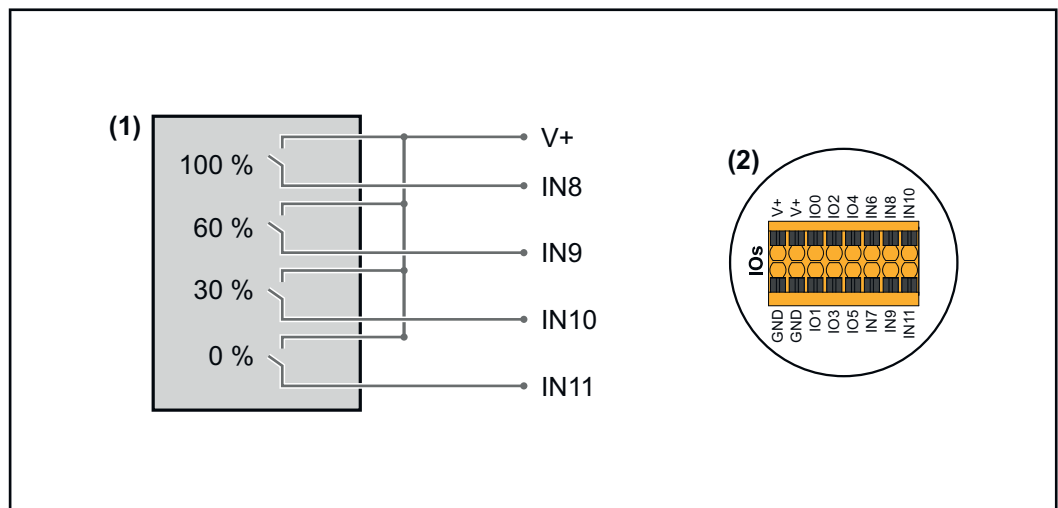 (1)
100 %
60 %
30 %
0 %
V+
IN8
IN9
IN10
IN11
(2)
V+ V+ IO0 IO2 IO4 IN6 IN8 IN10
IOs
GND GND IO1 IO3 IO5 IN7 IN9 IN11